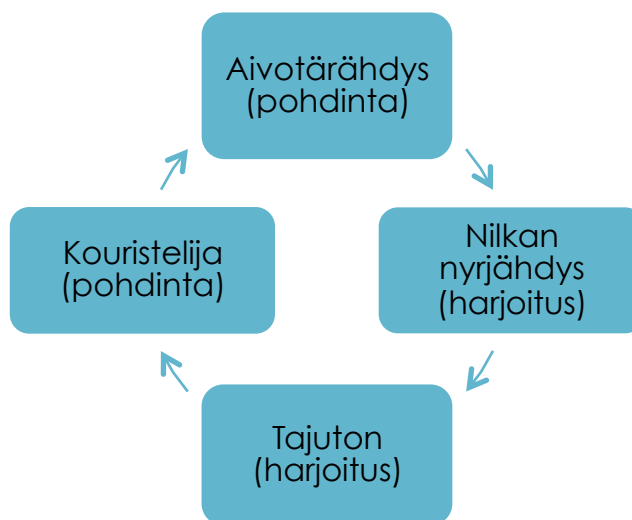 Aivotärähdys
(pohdinta)
Nilkan
nyrjähdys
(harjoitus)
Tajuton
(harjoitus)
Kouristelija
(pohdinta)